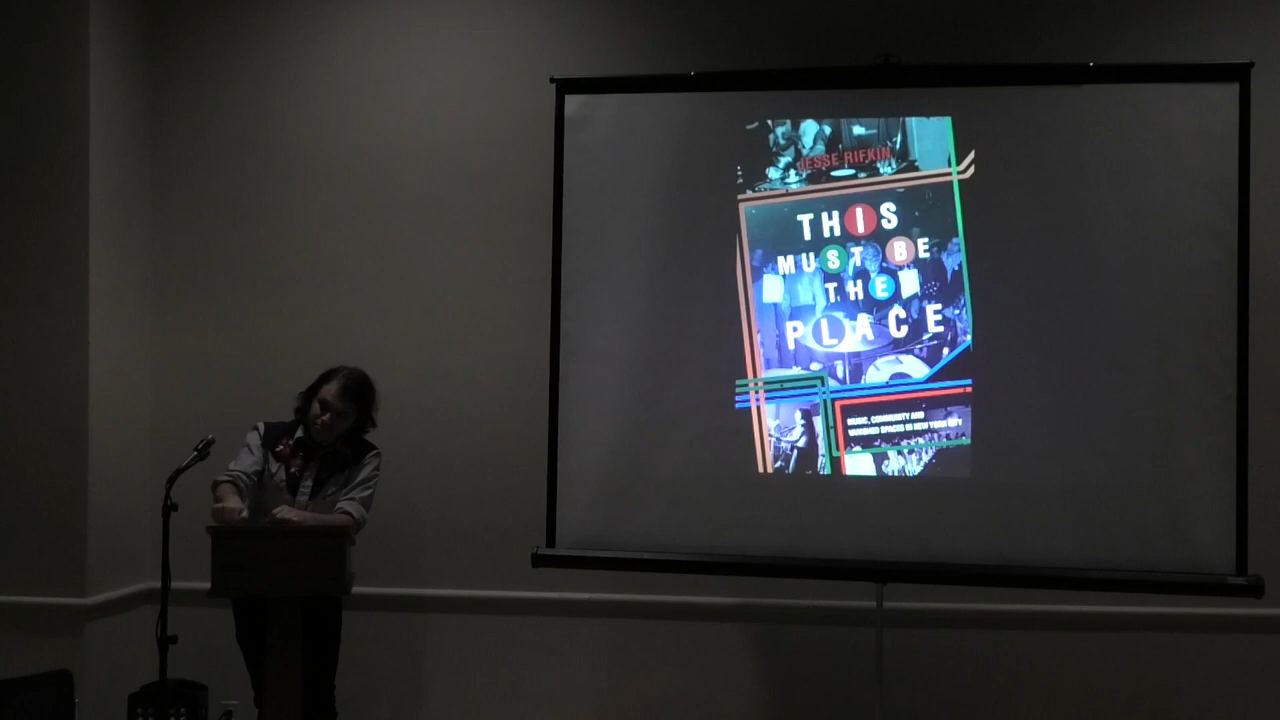 JESSE RIFKIN
THIS
MUST BE
THE
PLACE
MUSIC, COMMUNITY AND
VANISHED SPACES IN NEW YORK CITY